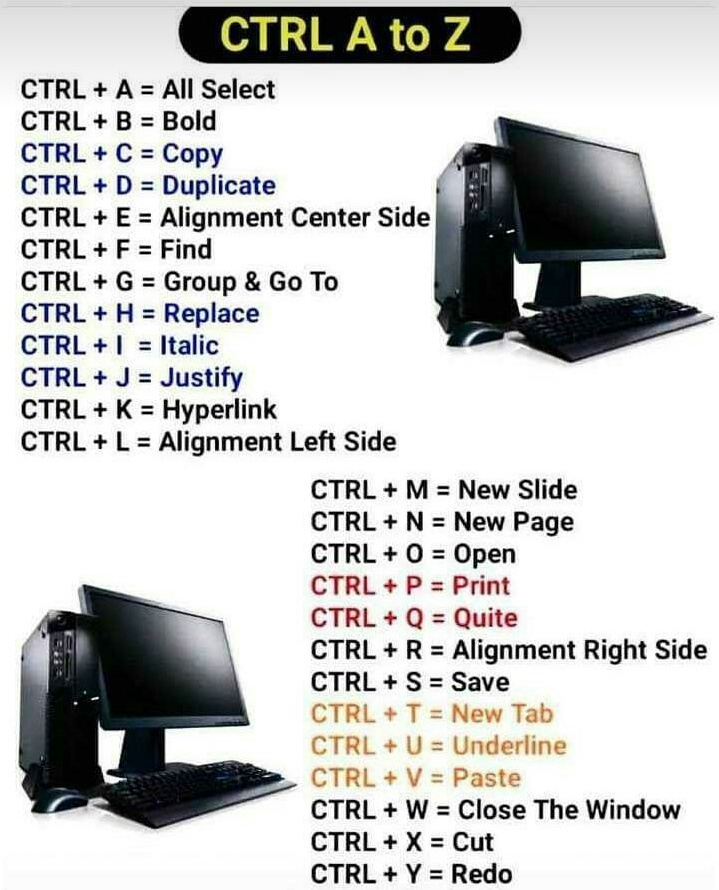 CTRL A to Z
CTRL + A = All Select
CTRL + B = Bold
CTRL + C = Copy
CTRL + D = Duplicate
CTRL + E = Alignment Center Side
CTRL + F = Find
CTRL + G = Group & Go To
CTRL + H = Replace
CTRL + I = Italic
CTRL + J = Justify
CTRL + K = Hyperlink
CTRL + L = Alignment Left Side
CTRL + M = New Slide
CTRL + N = New Page
CTRL + O = Open
CTRL + P = Print
CTRL + Q = Quite
CTRL + R = Alignment Right Side
CTRL + S = Save
CTRL + T = New Tab
CTRL + U = Underline
CTRL + V = Paste
CTRL + W = Close The Window
CTRL + X = Cut
CTRL + Y = Redo